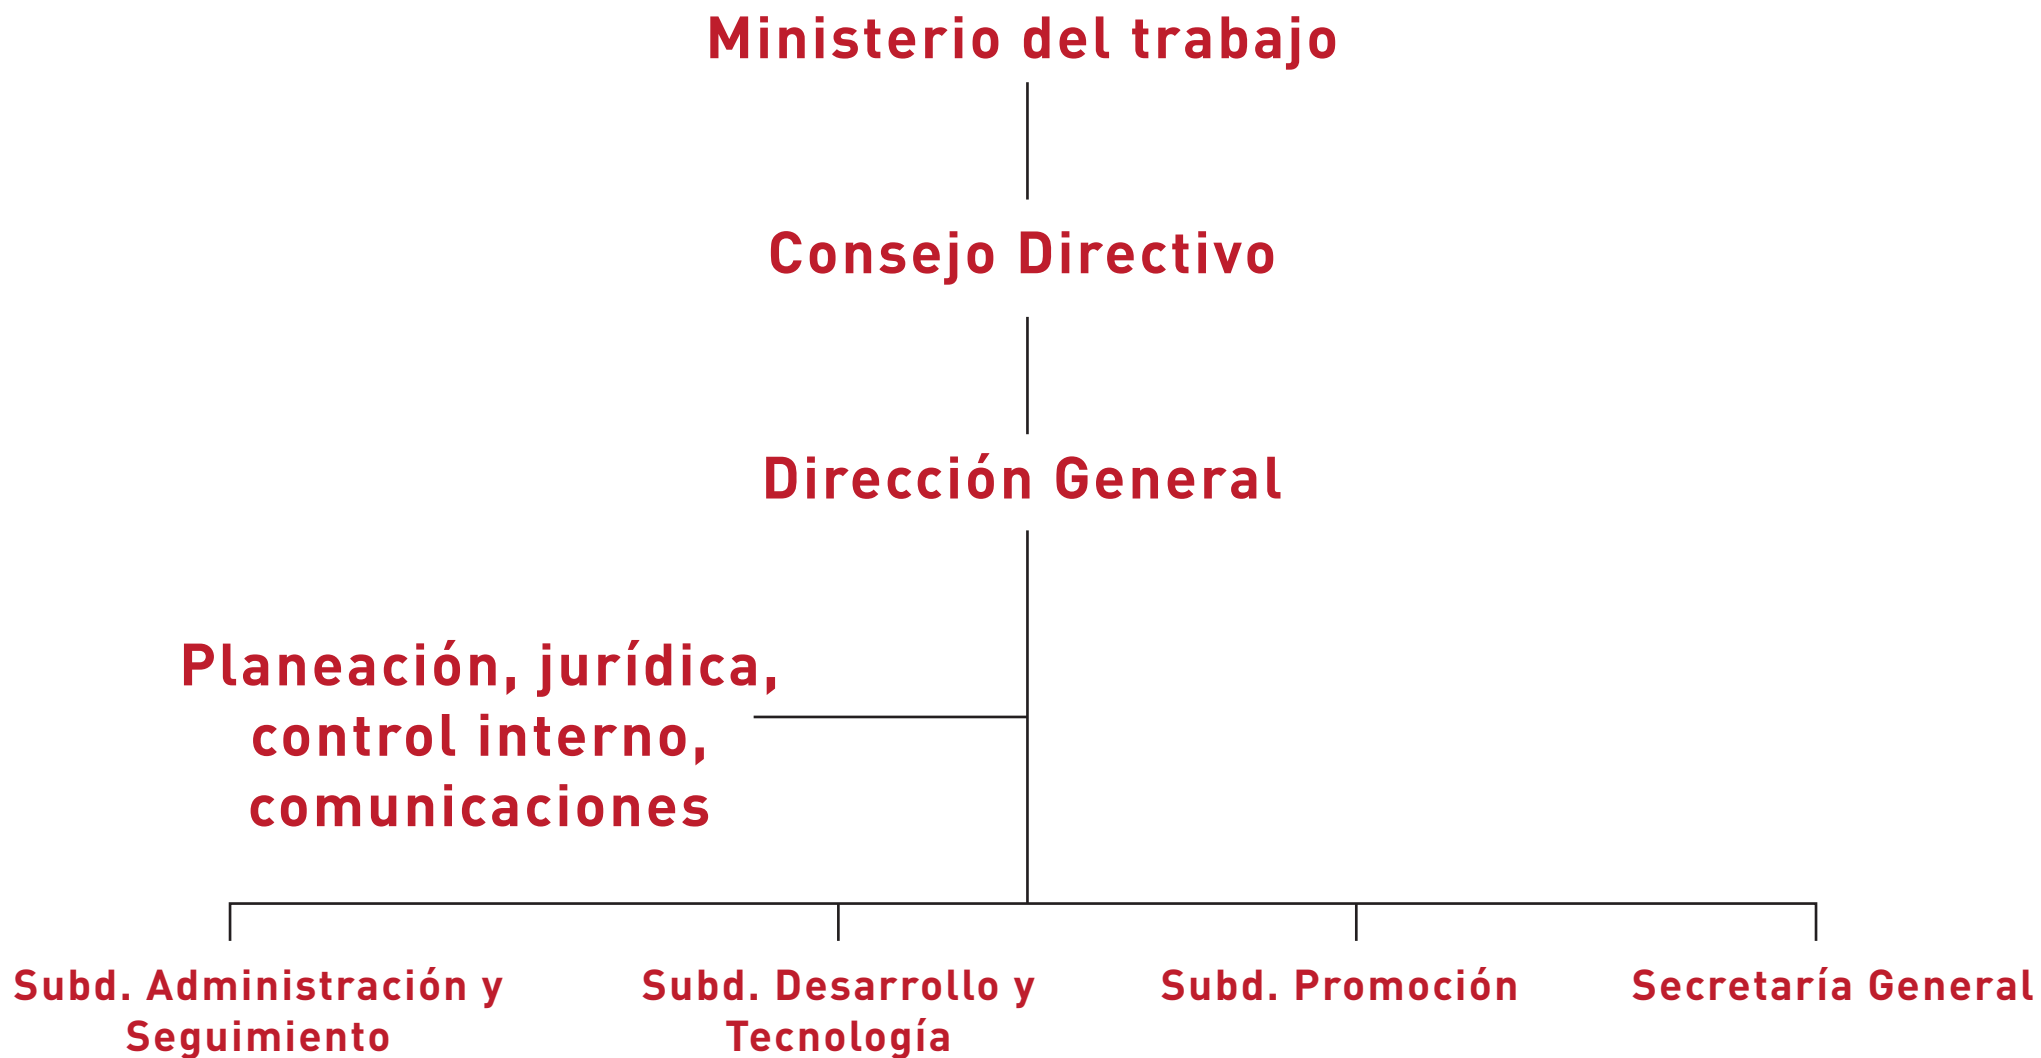 Ministerio del trabajo
Consejo Directivo
Dirección General
Planeación, jurídica,
control interno,
comunicaciones
Subd. Administración y
Seguimiento
Subd. Desarrollo y
Tecnología
Subd. Promoción
Secretaría General